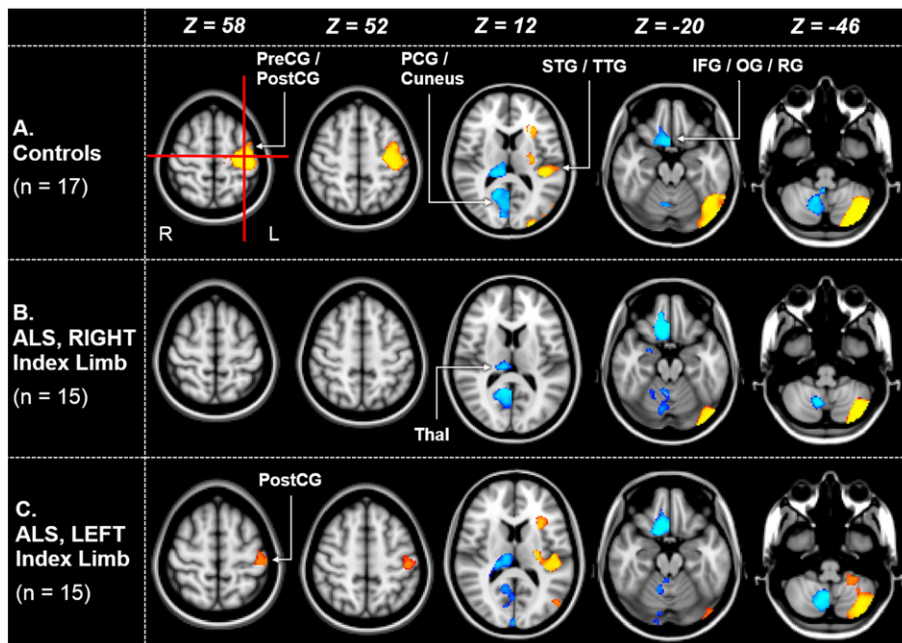 Z = 58
Z = 52
Z = 12
Z = -20
Z = -46
PreCG /
PostCG
PCG /
Cuneus
STG / TTG
IFG / OG / RG
A.
Controls
(n = 17)
R
L
B.
ALS, RIGHT
Index Limb
(n = 15)
Thal
PostCG
C.
ALS, LEFT
Index Limb
(n = 15)